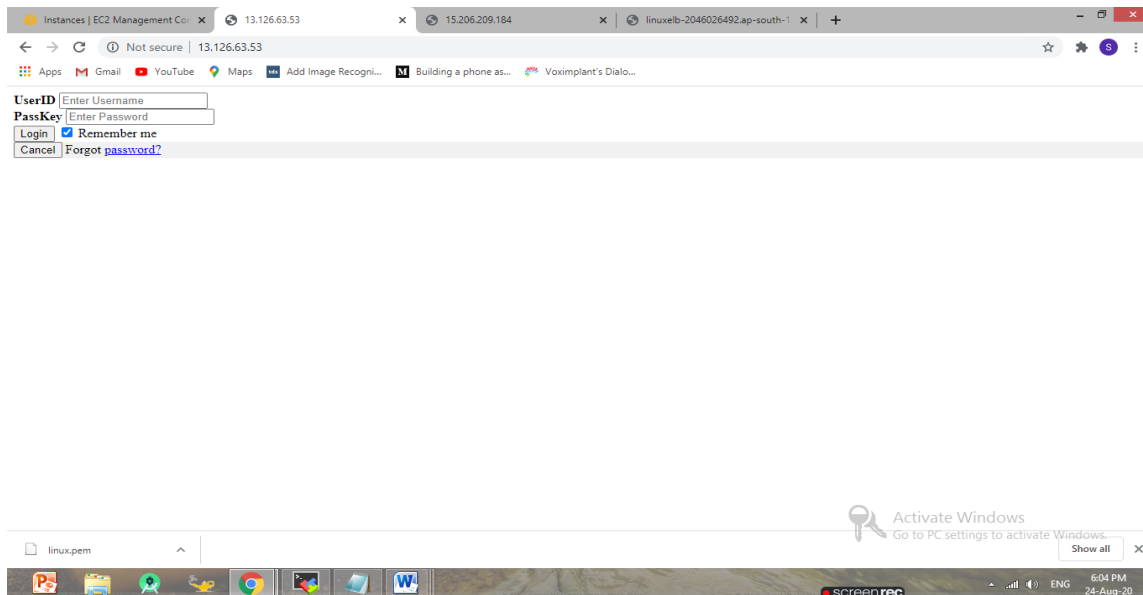 Instances | EC2 Management Con
13.126.63.53
15.206.209.184
linuxelb-2046026492.ap-south-1
Not secure | 13.126.63.53
S
Apps
Gmail
YouTube
Maps
Add Image Recogni...
M
Building a phone as...
Voximplant's Dialo...
UserID Enter Username
PassKey Enter Password
Login Remember me
Cancel Forgot password?
Activate Windows
Go to PC settings to activate Windows.
linux.pem
Show all
screenrec
ENG
6:04 PM
24-Aug-20